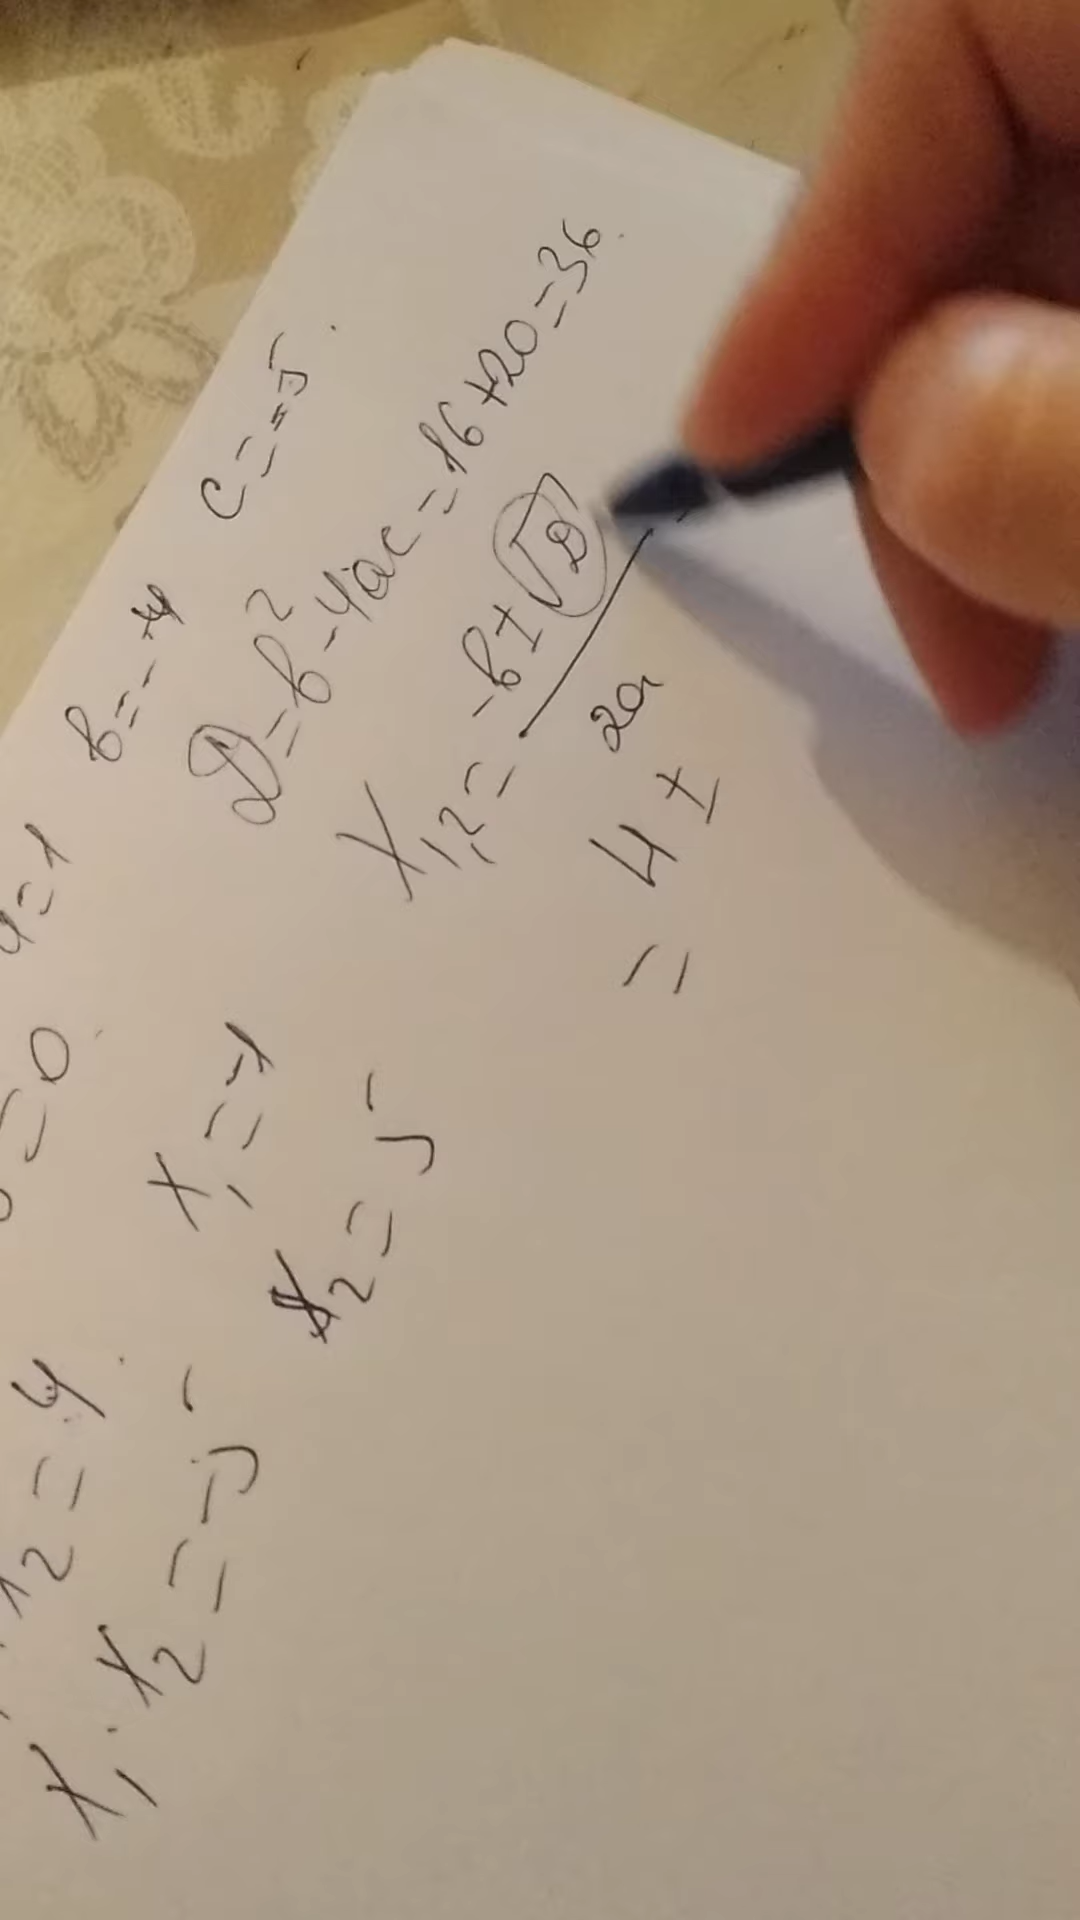 = 0
x₂ = 4
x₁ · x₂ = -5
x₁ = -1
x₂ = 5
a = 1 b = -4 c = -5
D = b² - 4ac = 16 + 20 = 36
x₁,₂ = (-b ± √D) / 2a
= 4 ±